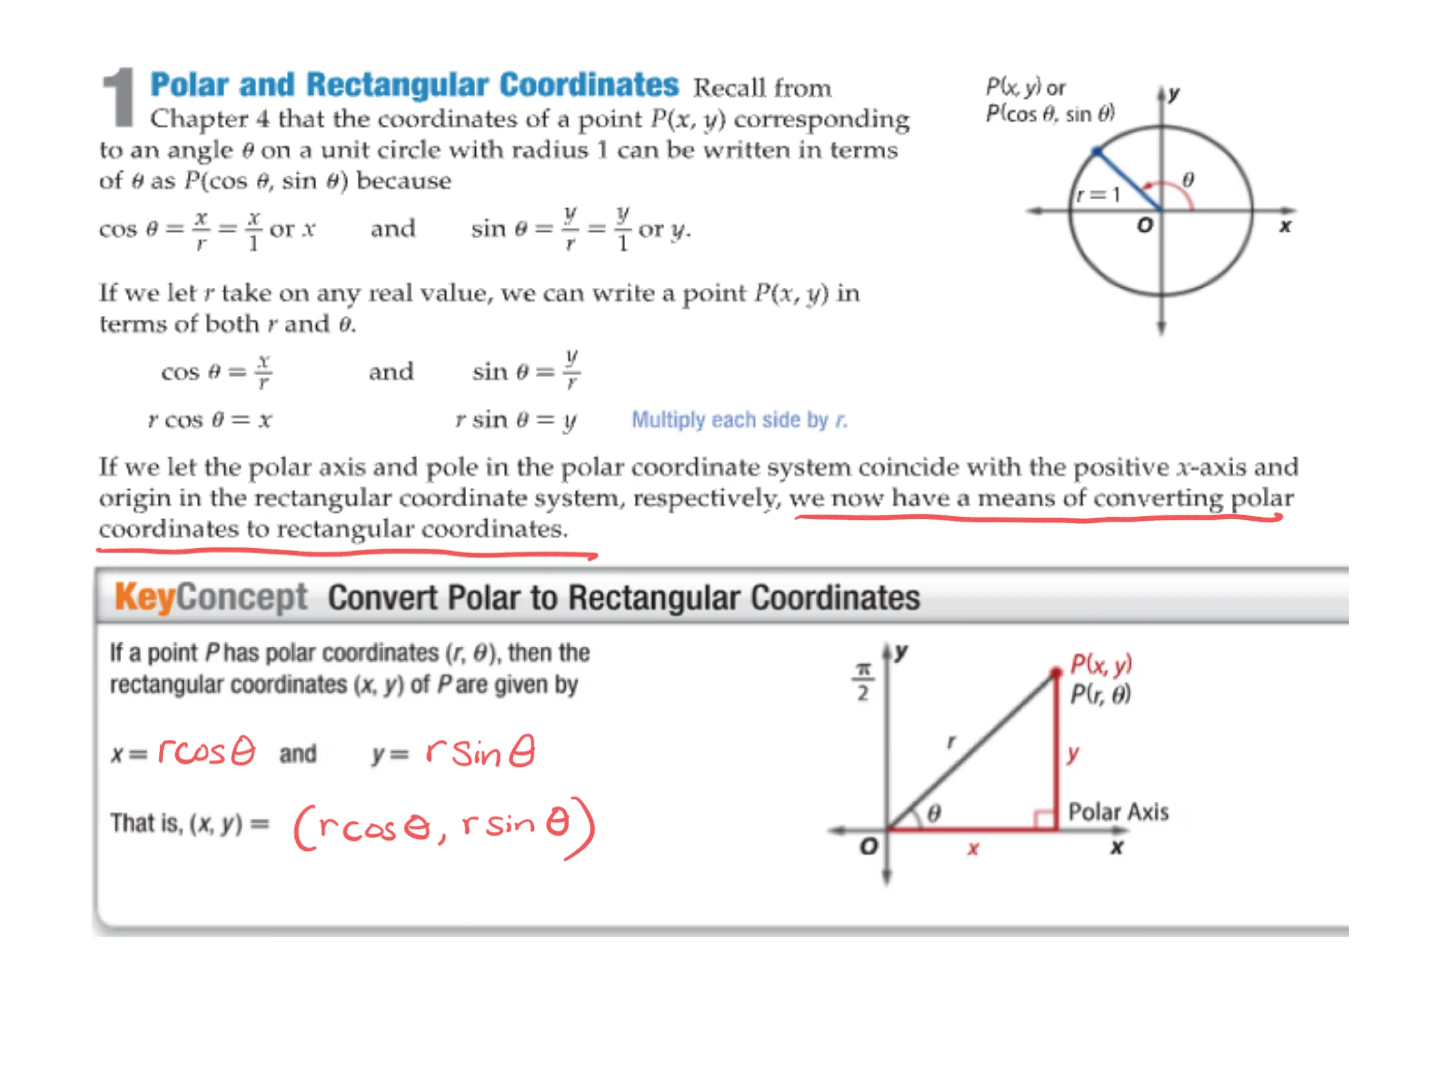 1 Polar and Rectangular Coordinates Recall from
Chapter 4 that the coordinates of a point P(x, y) corresponding
to an angle θ on a unit circle with radius 1 can be written in terms
of θ as P(cos θ, sin θ) because
cos θ = x/r = x/1 or x and sin θ = y/r = y/1 or y.
If we let r take on any real value, we can write a point P(x, y) in
terms of both r and θ.
cos θ = x/r and sin θ = y/r
r cos θ = x r sin θ = y Multiply each side by r.
P(x, y) or
P(cos θ, sin θ)
y
θ
r = 1
O
x
If we let the polar axis and pole in the polar coordinate system coincide with the positive x-axis and
origin in the rectangular coordinate system, respectively, we now have a means of converting polar
coordinates to rectangular coordinates.
KeyConcept Convert Polar to Rectangular Coordinates
If a point P has polar coordinates (r, θ), then the
rectangular coordinates (x, y) of P are given by
x = rcosθ and y = r sin θ
That is, (x, y) = (rcosθ, r sin θ)
y
π/2
P(x, y)
P(r, θ)
r
y
θ
Polar Axis
O
x
x